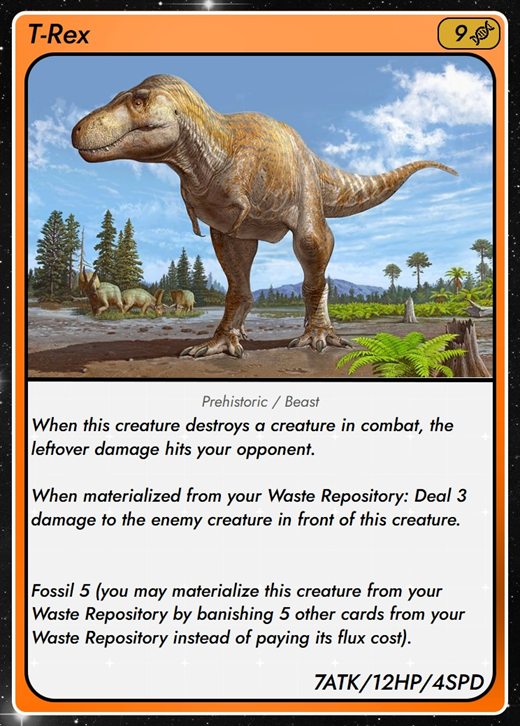 T-Rex
9
Prehistoric / Beast
When this creature destroys a creature in combat, the
leftover damage hits your opponent.
When materialized from your Waste Repository: Deal 3
damage to the enemy creature in front of this creature.
Fossil 5 (you may materialize this creature from your
Waste Repository by banishing 5 other cards from your
Waste Repository instead of paying its flux cost).
7ATK/12HP/4SPD